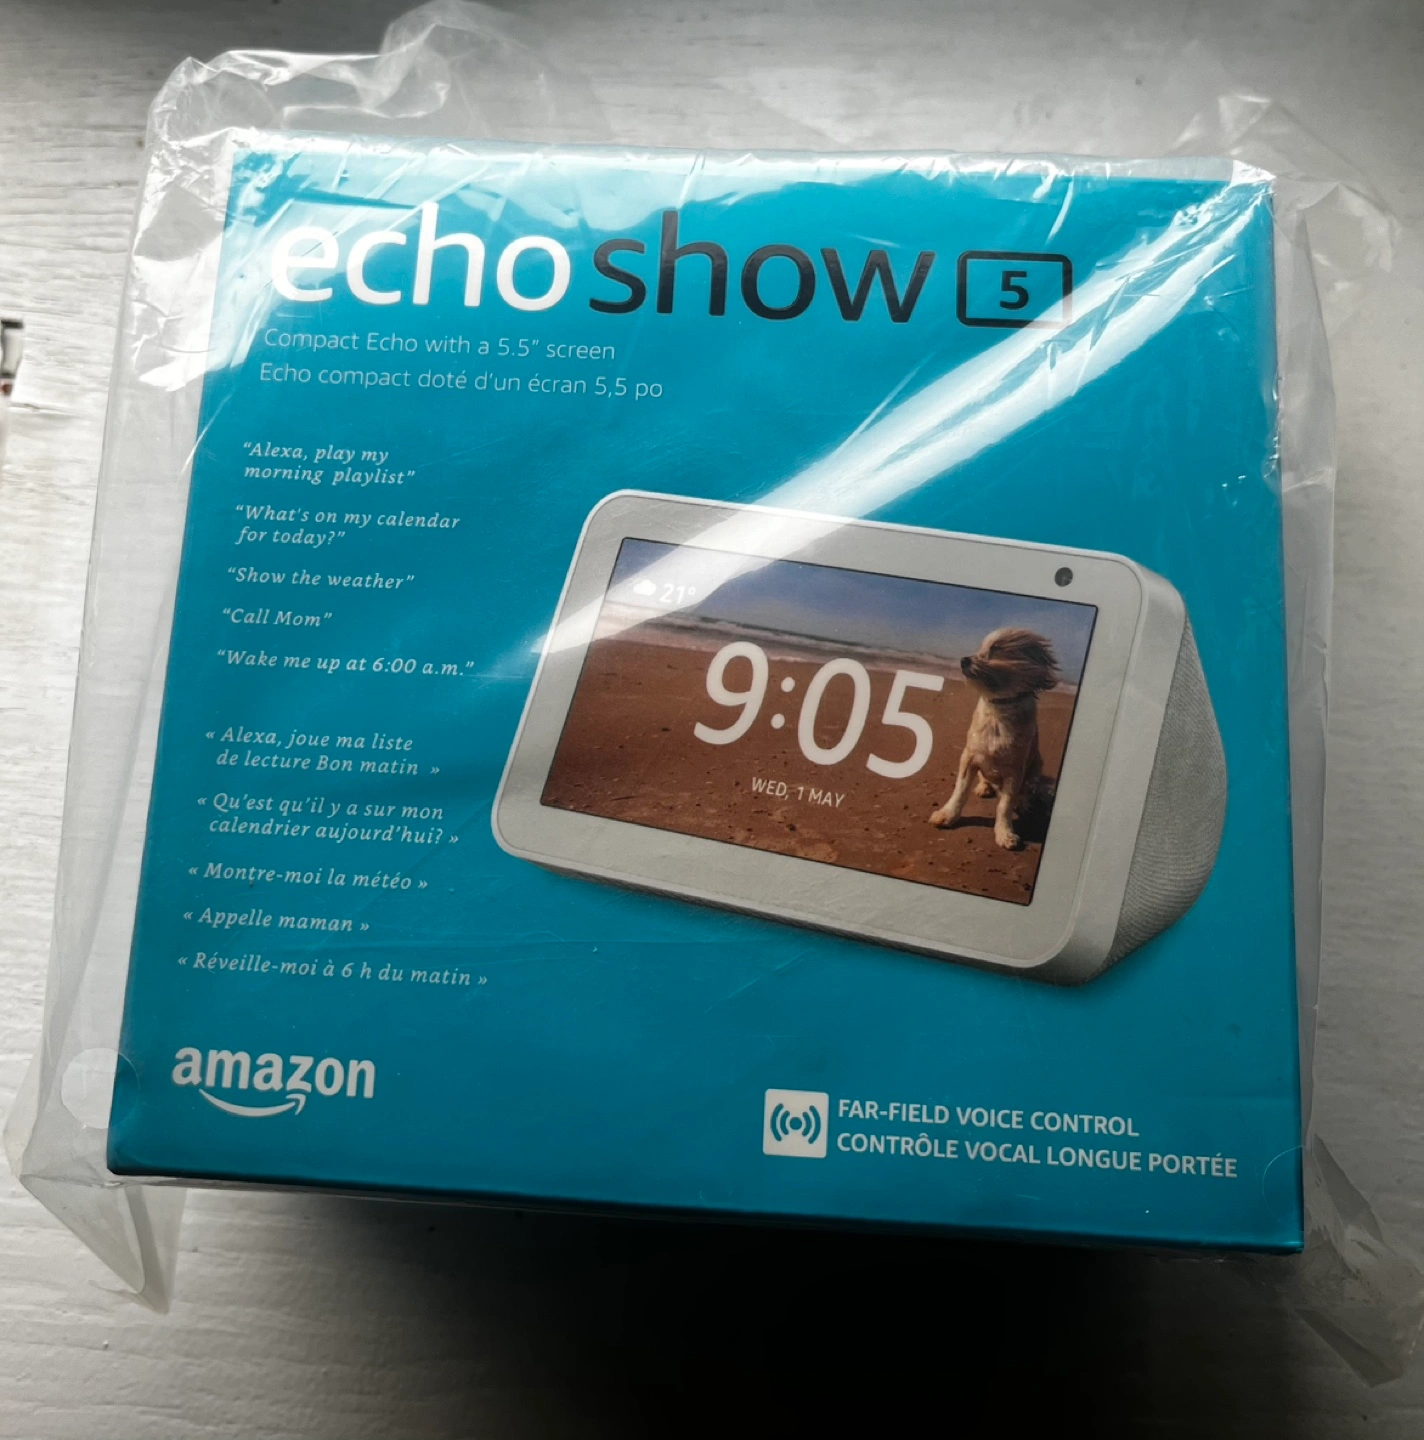 echo show 5
Compact Echo with a 5.5" screen
Echo compact doté d'un écran 5,5 po
"Alexa, play my
morning playlist"
"What's on my calendar
for today?"
"Show the weather"
"Call Mom"
"Wake me up at 6:00 a.m."
« Alexa, joue ma liste
de lecture Bon matin »
« Qu'est qu'il y a sur mon
calendrier aujourd'hui? »
« Montre-moi la météo »
« Appelle maman »
« Réveille-moi à 6 h du matin »
21°
9:05
WED, 1 MAY
amazon
FAR-FIELD VOICE CONTROL
CONTRÔLE VOCAL LONGUE PORTÉE